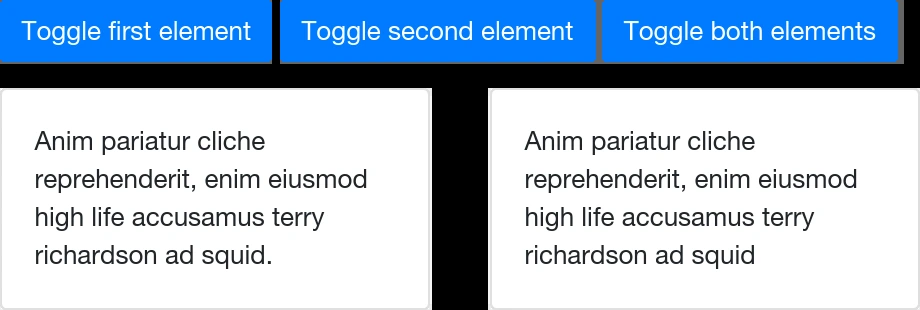 Toggle first element Toggle second element Toggle both elements
Anim pariatur cliche
reprehenderit, enim eiusmod
high life accusamus terry
richardson ad squid.
Anim pariatur cliche
reprehenderit, enim eiusmod
high life accusamus terry
richardson ad squid